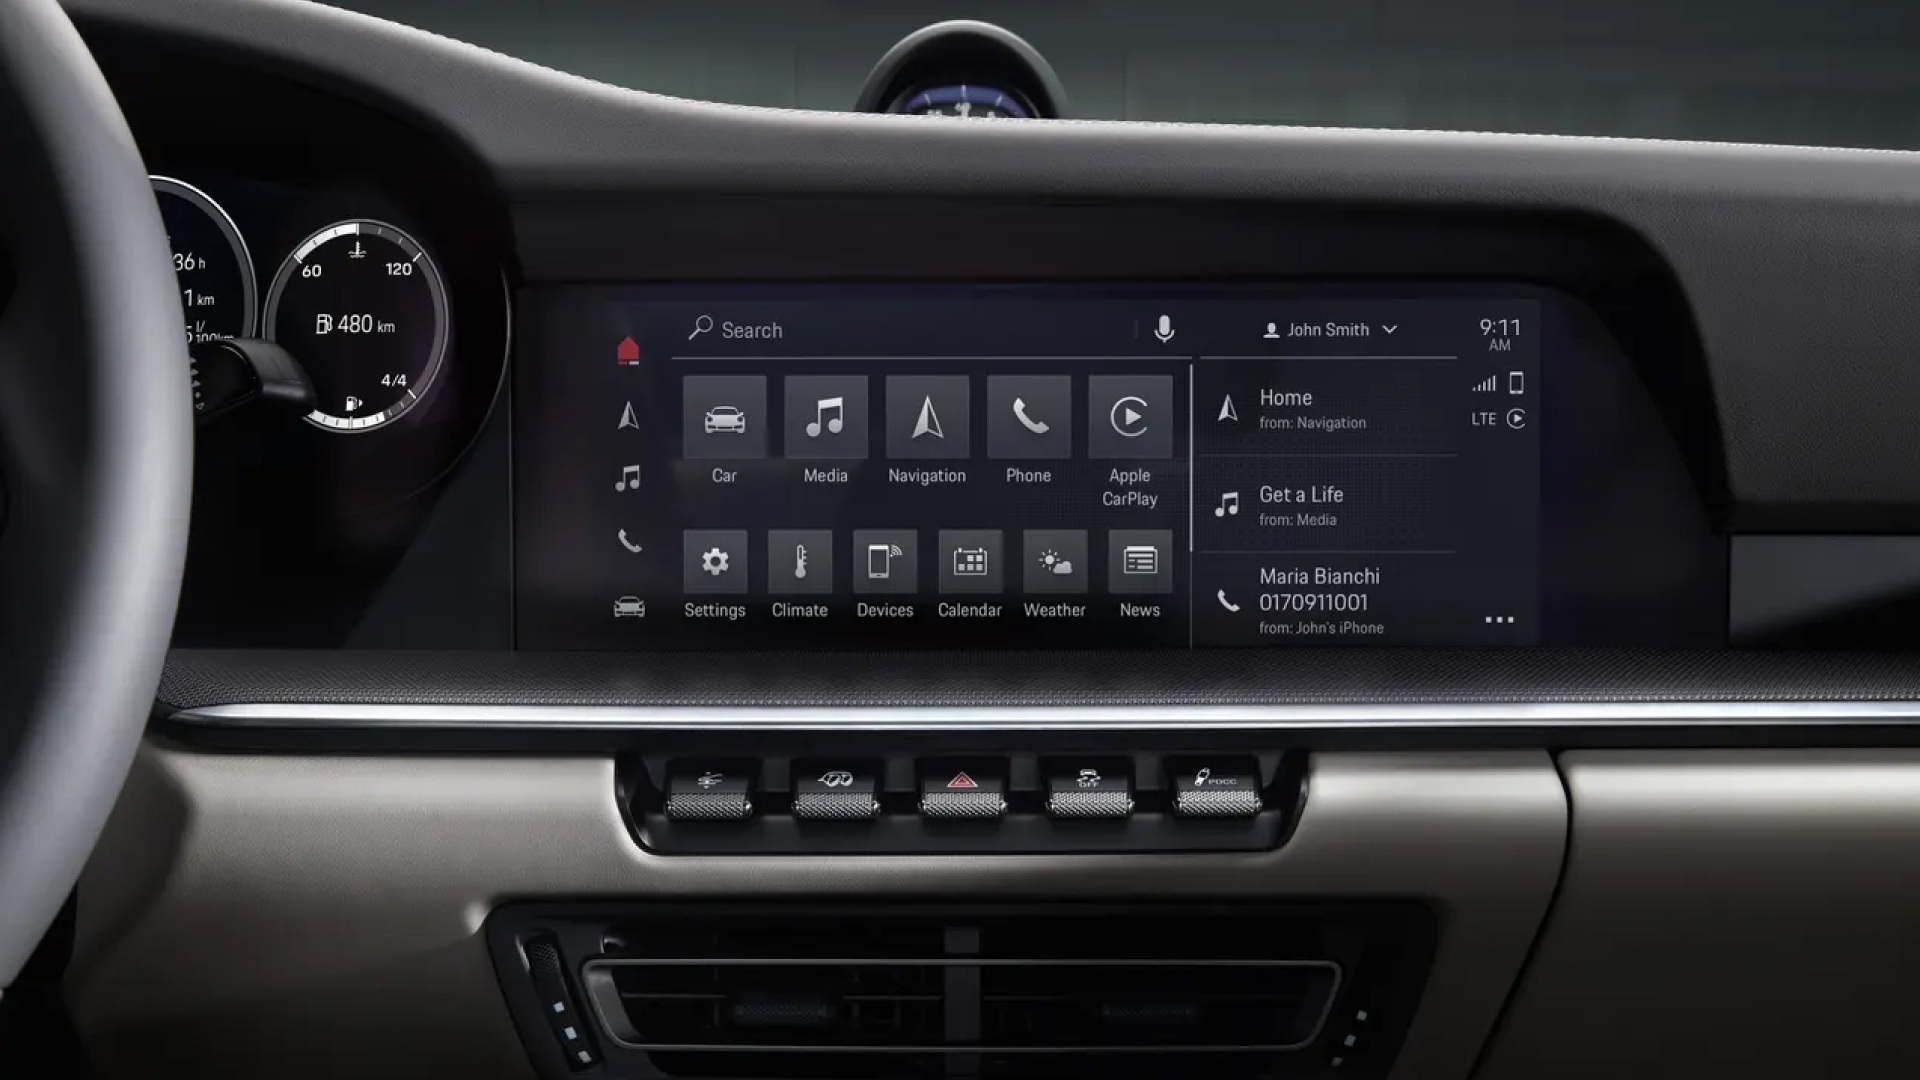 36 h
1 km
l/
100km
60
120
480 km
4/4
Search
John Smith
9:11
AM
LTE
Car
Media
Navigation
Phone
Apple
CarPlay
Settings
Climate
Devices
Calendar
Weather
News
Home
from: Navigation
Get a Life
from: Media
Maria Bianchi
0170911001
from: John's iPhone
OFF
PDCC